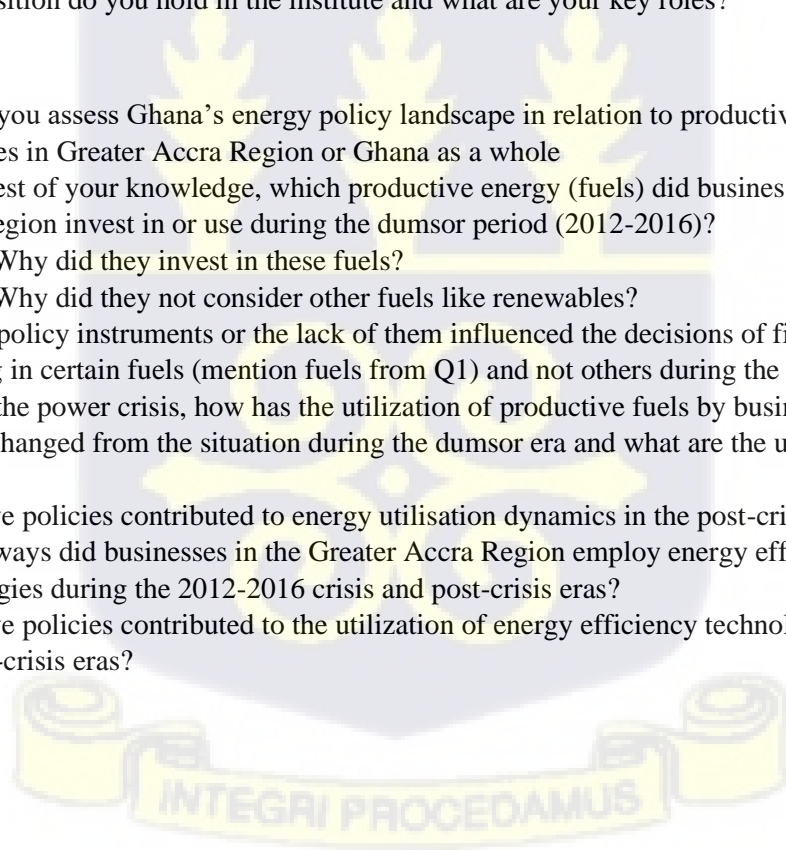 sition do you hold in the institute and what are your key roles?
you assess Ghana's energy policy landscape in relation to productiv
es in Greater Accra Region or Ghana as a whole
est of your knowledge, which productive energy (fuels) did busines
egion invest in or use during the dumsor period (2012-2016)?
Why did they invest in these fuels?
Why did they not consider other fuels like renewables?
policy instruments or the lack of them influenced the decisions of fi
g in certain fuels (mention fuels from Q1) and not others during the
the power crisis, how has the utilization of productive fuels by busin
hanged from the situation during the dumsor era and what are the u
e policies contributed to energy utilisation dynamics in the post-cri
ways did businesses in the Greater Accra Region employ energy eff
gies during the 2012-2016 crisis and post-crisis eras?
e policies contributed to the utilization of energy efficiency technol
-crisis eras?
INTEGRI PROCEDAMUS